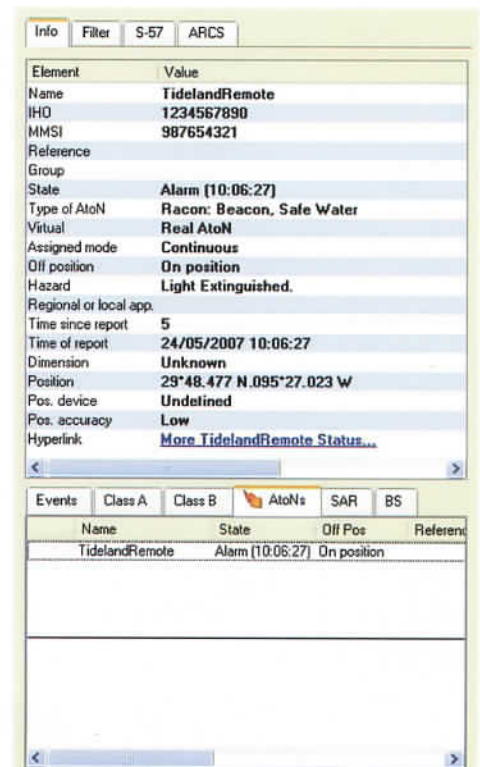 Info Filter S-57 ARCS
Element Value
Name TidelandRemote
IHO 1234567890
MMSI 987654321
Reference
Group
State Alarm (10:06:27)
Type of AtoN Racon: Beacon, Safe Water
Virtual Real AtoN
Assigned mode Continuous
Off position On position
Hazard Light Extinguished.
Regional or local app.
Time since report 5
Time of report 24/05/2007 10:06:27
Dimension Unknown
Position 29°48.477 N.095°27.023 W
Pos. device Undefined
Pos. accuracy Low
Hyperlink More TidelandRemote Status...
Events Class A Class B AtoNs SAR BS
Name State Off Pos Referenc
TidelandRemote Alarm (10:06:27) On position